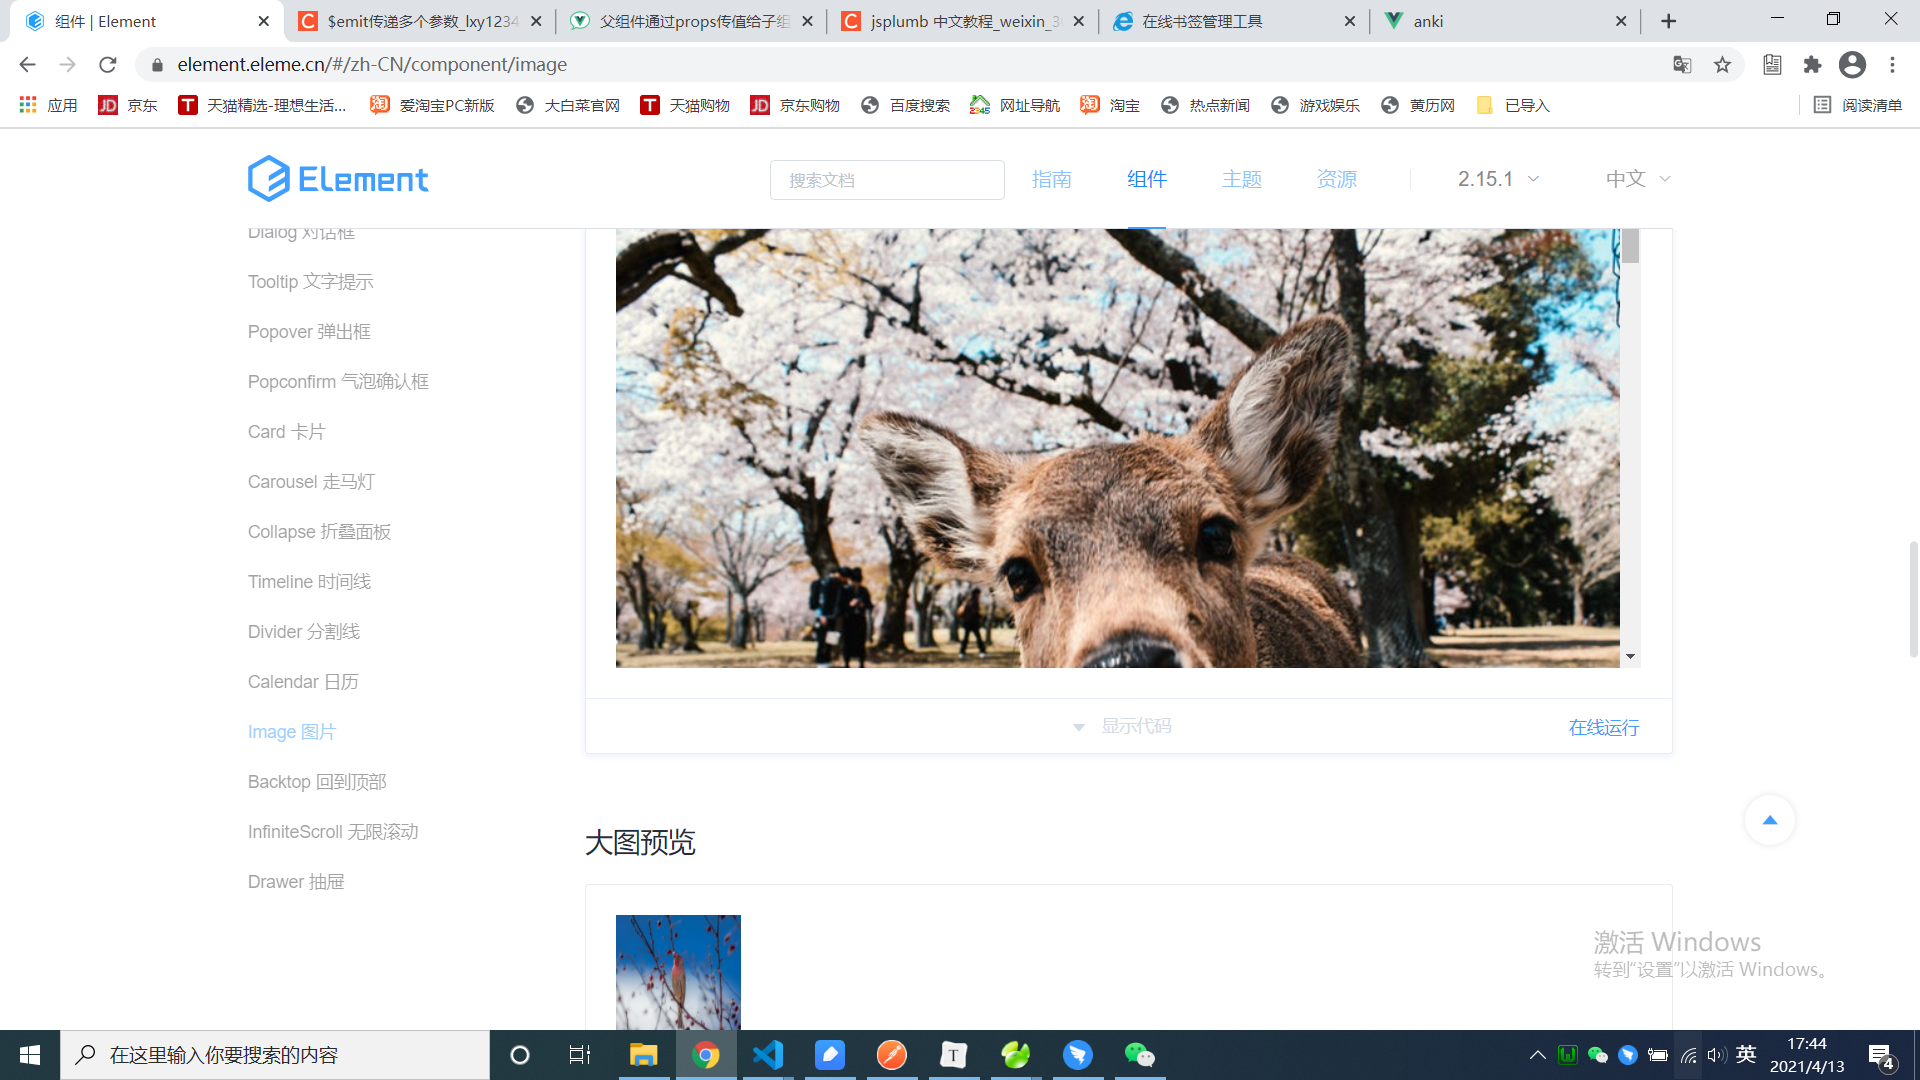 组件 | Element
$emit传递多个参数_lxy1234
父组件通过props传值给子组
jsplumb 中文教程_weixin_3
在线书签管理工具
anki
element.eleme.cn/#/zh-CN/component/image
应用
京东
天猫精选-理想生活...
爱淘宝PC新版
大白菜官网
天猫购物
京东购物
百度搜索
网址导航
淘宝
热点新闻
游戏娱乐
黄历网
已导入
阅读清单
Element
搜索文档
指南
组件
主题
资源
2.15.1
中文
Dialog 对话框
Tooltip 文字提示
Popover 弹出框
Popconfirm 气泡确认框
Card 卡片
Carousel 走马灯
Collapse 折叠面板
Timeline 时间线
Divider 分割线
Calendar 日历
Image 图片
Backtop 回到顶部
InfiniteScroll 无限滚动
Drawer 抽屉
显示代码
在线运行
大图预览
激活 Windows
转到“设置”以激活 Windows。
在这里输入你要搜索的内容
英
17:44
2021/4/13
4